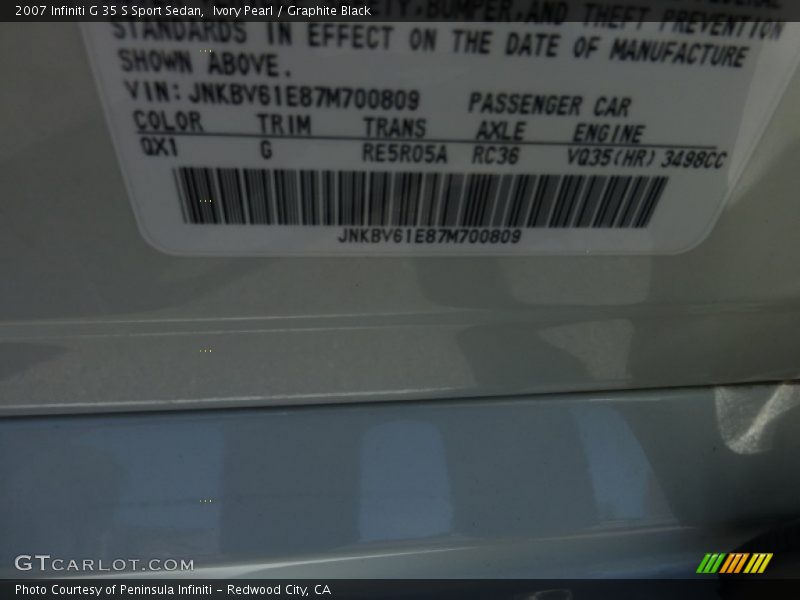 2007 Infiniti G 35 S Sport Sedan,  Ivory Pearl / Graphite Black
BUMPER, AND THEFT PREVENTION
STANDARDS IN EFFECT ON THE DATE OF MANUFACTURE
SHOWN ABOVE.
VIN: JNKBV61E87M700809 PASSENGER CAR
COLOR TRIM TRANS AXLE ENGINE
QX1 G RE5R05A RC36 VQ35(HR) 3498CC
JNKBV61E87M700809
GTCARLOT.COM
Photo Courtesy of Peninsula Infiniti - Redwood City, CA